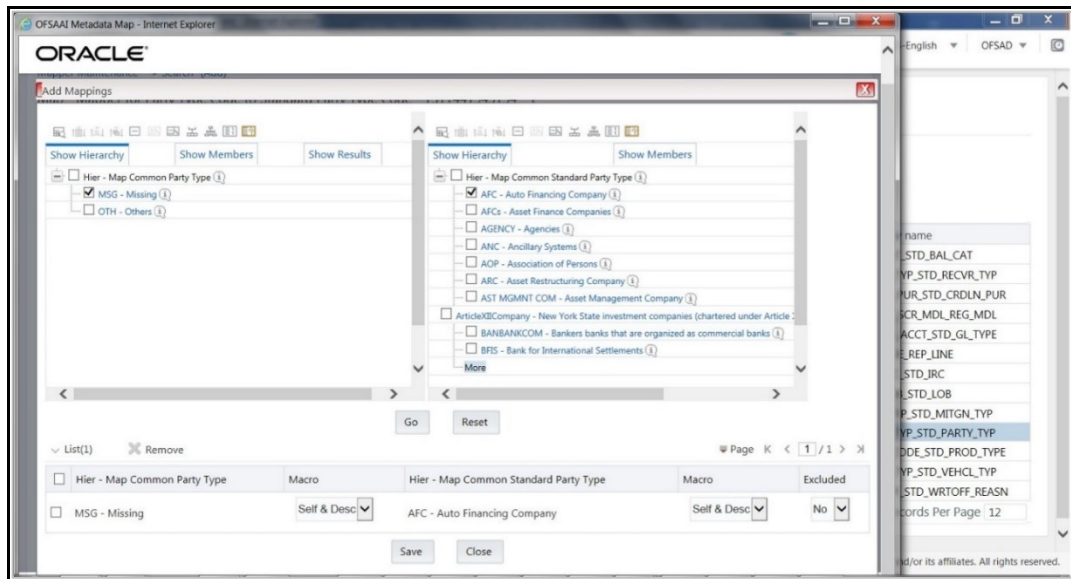 OFSAAI Metadata Map - Internet Explorer
ORACLE
English OFSAD
Add Mappings
Show Hierarchy Show Members Show Results
Hier - Map Common Party Type
MSG - Missing
OTH - Others
Show Hierarchy Show Members
Hier - Map Common Standard Party Type
AFC - Auto Financing Company
AFCs - Asset Finance Companies
AGENCY - Agencies
ANC - Ancillary Systems
AOP - Association of Persons
ARC - Asset Restructuring Company
AST MGMNT COM - Asset Management Company
ArticleXIICompany - New York State investment companies (chartered under Article
BANBANKCOM - Bankers banks that are organized as commercial banks
BFIS - Bank for International Settlements
More
Go Reset
List(1) Remove Page 1 / 1
Hier - Map Common Party Type Macro Hier - Map Common Standard Party Type Macro Excluded
MSG - Missing Self & Desc AFC - Auto Financing Company Self & Desc No
Save Close
name
_STD_BAL_CAT
YP_STD_RECVR_TYP
UR_STD_CRDLN_PUR
SCR_MDL_REG_MDL
ACCT_STD_GL_TYPE
E_REP_LINE
_STD_IRC
_STD_LOB
P_STD_MITGN_TYP
YP_STD_PARTY_TYP
ODE_STD_PROD_TYPE
YP_STD_VEHCL_TYP
_STD_WRTOFF_REASN
cords Per Page 12
d/or its affiliates. All rights reserved.